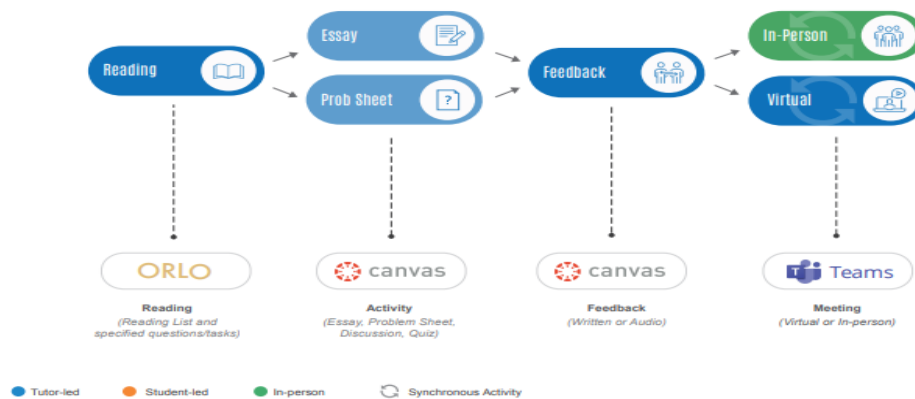 Essay
In-Person
Reading
Feedback
Prob Sheet
?
Virtual
ORLO
canvas
canvas
T Teams
Reading
(Reading List and
specified questions/tasks)
Activity
(Essay, Problem Sheet,
Discussion, Quiz)
Feedback
(Written or Audio)
Meeting
(Virtual or In-person)
Tutor-led
Student-led
In-person
Synchronous Activity